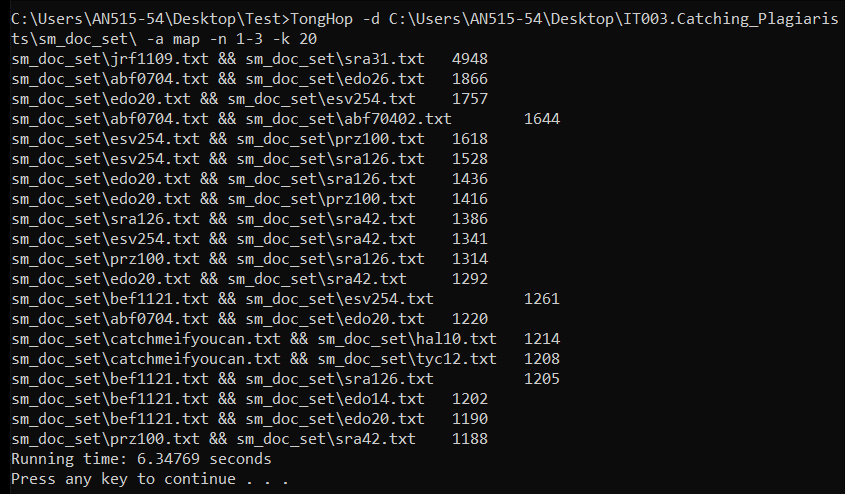 C:\Users\AN515-54\Desktop\Test>TongHop -d C:\Users\AN515-54\Desktop\IT003.Catching_Plagiaris
ts\sm_doc_set\ -a map -n 1-3 -k 20
sm_doc_set\jrf1109.txt && sm_doc_set\sra31.txt   4948
sm_doc_set\abf0704.txt && sm_doc_set\edo26.txt   1866
sm_doc_set\edo20.txt && sm_doc_set\esv254.txt    1757
sm_doc_set\abf0704.txt && sm_doc_set\abf70402.txt        1644
sm_doc_set\esv254.txt && sm_doc_set\prz100.txt   1618
sm_doc_set\esv254.txt && sm_doc_set\sra126.txt   1528
sm_doc_set\edo20.txt && sm_doc_set\sra126.txt    1436
sm_doc_set\edo20.txt && sm_doc_set\prz100.txt    1416
sm_doc_set\sra126.txt && sm_doc_set\sra42.txt    1386
sm_doc_set\esv254.txt && sm_doc_set\sra42.txt    1341
sm_doc_set\prz100.txt && sm_doc_set\sra126.txt   1314
sm_doc_set\edo20.txt && sm_doc_set\sra42.txt     1292
sm_doc_set\bef1121.txt && sm_doc_set\esv254.txt          1261
sm_doc_set\abf0704.txt && sm_doc_set\edo20.txt   1220
sm_doc_set\catchmeifyoucan.txt && sm_doc_set\hal10.txt   1214
sm_doc_set\catchmeifyoucan.txt && sm_doc_set\tyc12.txt   1208
sm_doc_set\bef1121.txt && sm_doc_set\sra126.txt          1205
sm_doc_set\bef1121.txt && sm_doc_set\edo14.txt   1202
sm_doc_set\bef1121.txt && sm_doc_set\edo20.txt   1190
sm_doc_set\prz100.txt && sm_doc_set\sra42.txt    1188
Running time: 6.34769 seconds
Press any key to continue . . .